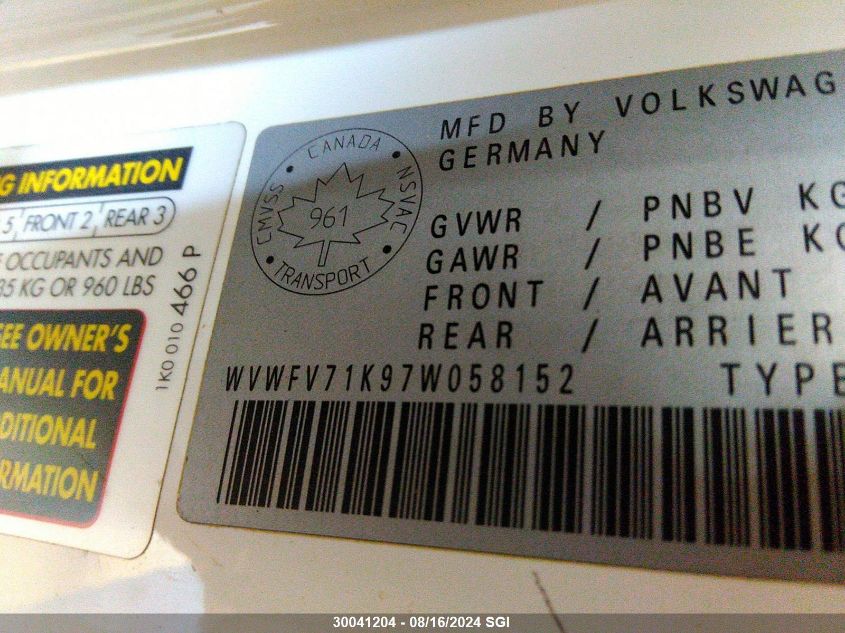 G INFORMATION
5 FRONT 2 REAR 3
OCCUPANTS AND
35 KG OR 960 LBS
SEE OWNER'S
ANUAL FOR
DITIONAL
RMATION
1K0 010 466 P
CANADA
CMVSS
NSVAC
961
TRANSPORT
MFD BY VOLKSWAG
GERMANY
GVWR / PNBV KG
GAWR / PNBE KG
FRONT / AVANT
REAR / ARRIER
WVWFV71K97W058152 TYPE
30041204 - 08/16/2024 SGI